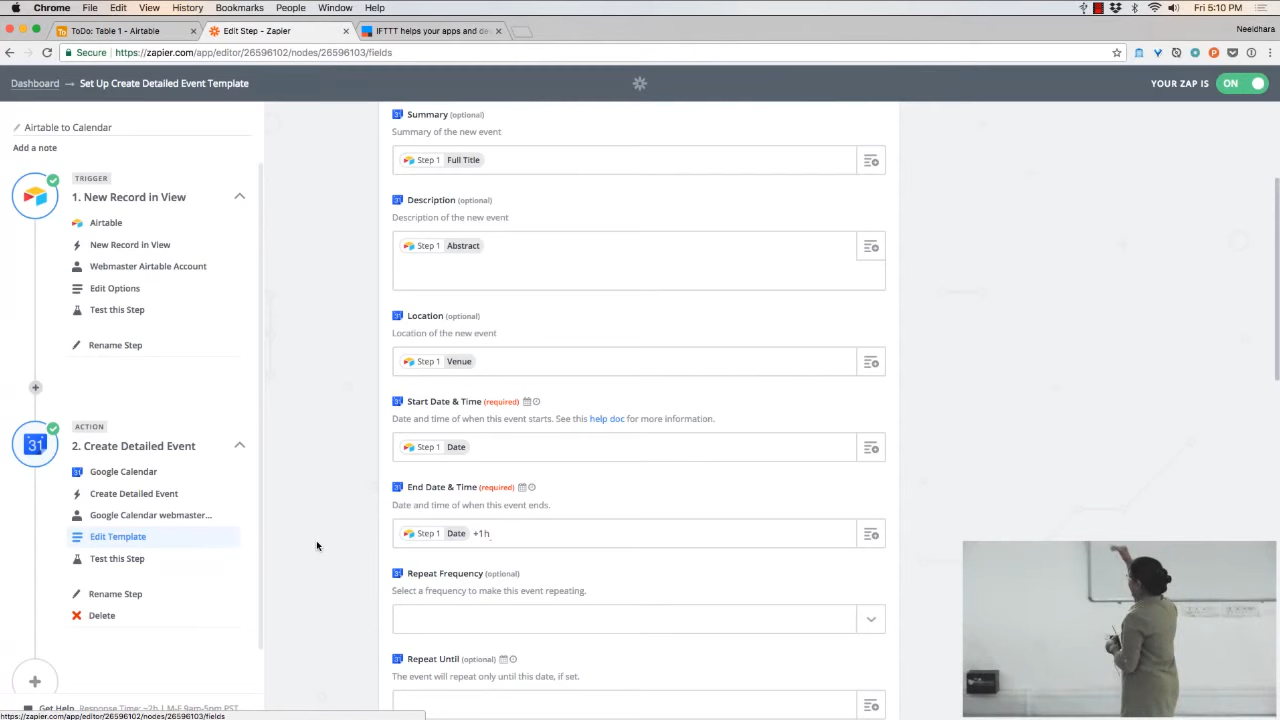 Chrome File Edit View History Bookmarks People Window Help Fri 5:10 PM
Neeldhara
ToDo: Table 1 - Airtable Edit Step - Zapier IFTTT helps your apps and dev
Secure https://zapier.com/app/editor/26596102/nodes/26596103/fields
Dashboard → Set Up Create Detailed Event Template YOUR ZAP IS ON
Airtable to Calendar
Add a note
TRIGGER
1. New Record in View
Airtable
New Record in View
Webmaster Airtable Account
Edit Options
Test this Step
Rename Step
ACTION
2. Create Detailed Event
Google Calendar
Create Detailed Event
Google Calendar webmaster...
Edit Template
Test this Step
Rename Step
Delete
Get Help Response Time: ~2h | M-F 9am-5pm PST
https://zapier.com/app/editor/26596102/nodes/26596103/fields
Summary (optional)
Summary of the new event
Step 1 Full Title
Description (optional)
Description of the new event
Step 1 Abstract
Location (optional)
Location of the new event
Step 1 Venue
Start Date & Time (required)
Date and time of when this event starts. See this help doc for more information.
Step 1 Date
End Date & Time (required)
Date and time of when this event ends.
Step 1 Date +1h
Repeat Frequency (optional)
Select a frequency to make this event repeating.
Repeat Until (optional)
The event will repeat only until this date, if set.